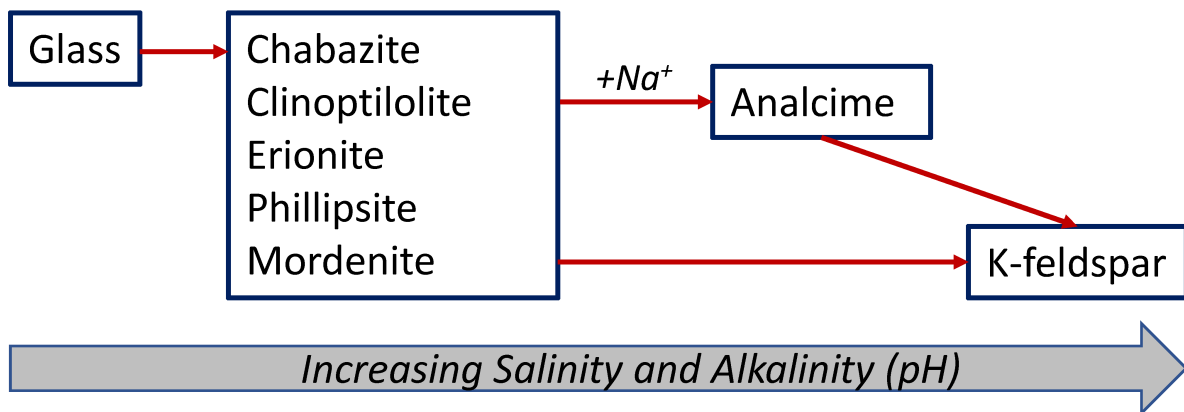 Glass
Chabazite
Clinoptilolite
Erionite
Phillipsite
Mordenite
+Na⁺
Analcime
K-feldspar
Increasing Salinity and Alkalinity (pH)